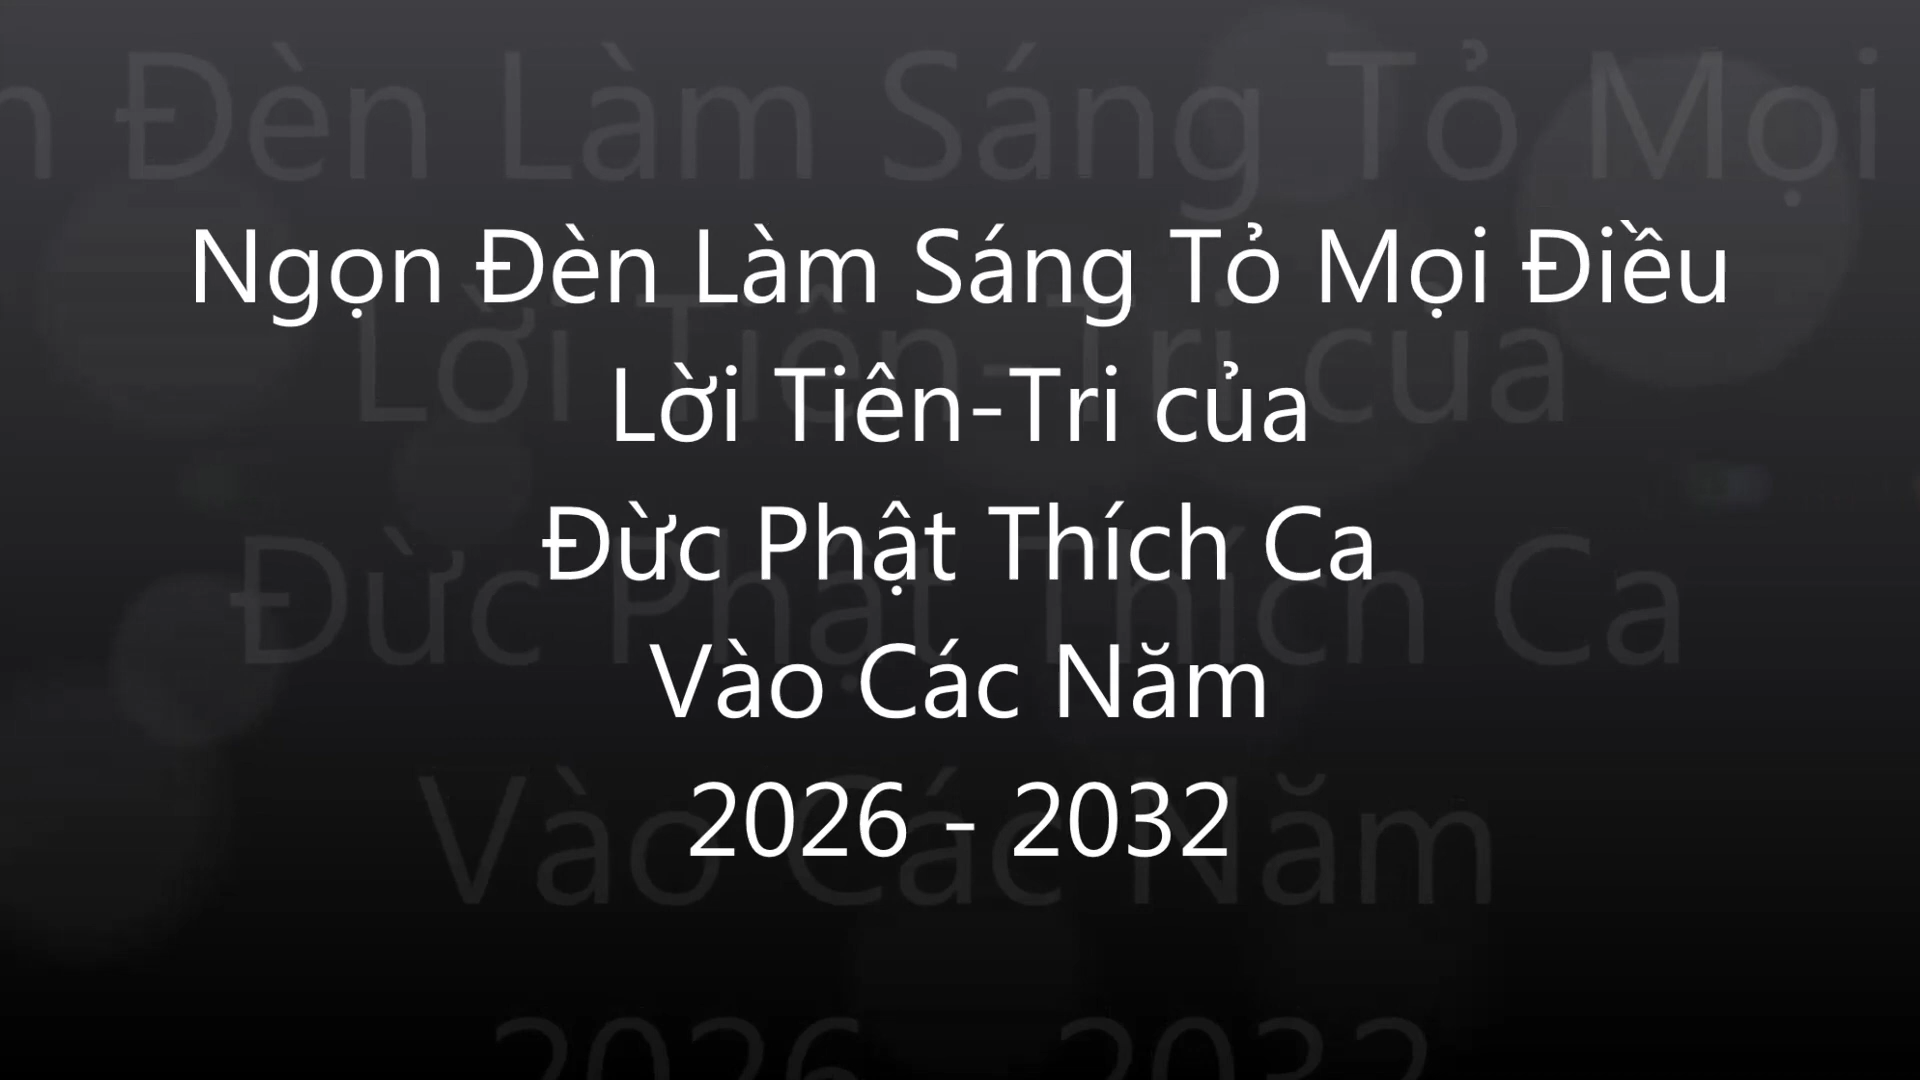 Ngọn Đèn Làm Sáng Tỏ Mọi Điều
Lời Tiên-Tri của
Đừc Phật Thích Ca
Vào Các Năm
2026 - 2032